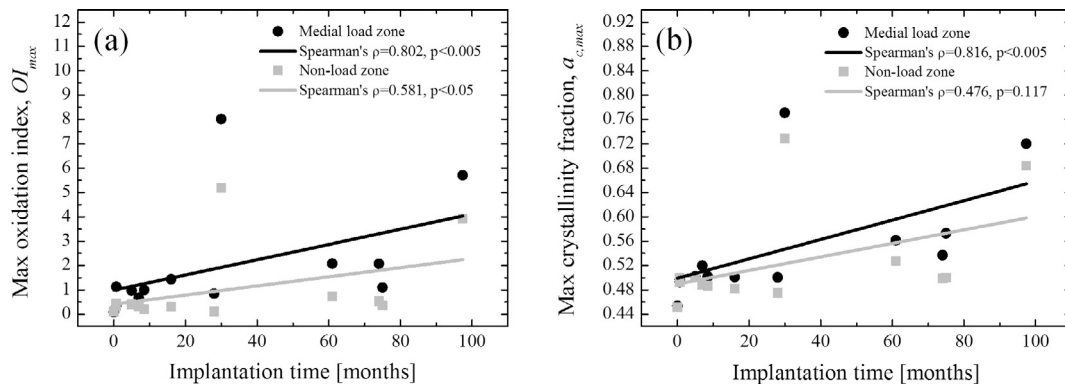 (a)
Max oxidation index, OImax
12
11
10
9
8
7
6
5
4
3
2
1
0
Medial load zone
Spearman's ρ=0.802, p<0.005
Non-load zone
Spearman's ρ=0.581, p<0.05
0 20 40 60 80 100
Implantation time [months]
(b)
Max crystallinity fraction, ac,max
0.92
0.88
0.84
0.80
0.76
0.72
0.68
0.64
0.60
0.56
0.52
0.48
0.44
Medial load zone
Spearman's ρ=0.816, p<0.005
Non-load zone
Spearman's ρ=0.476, p=0.117
0 20 40 60 80 100
Implantation time [months]